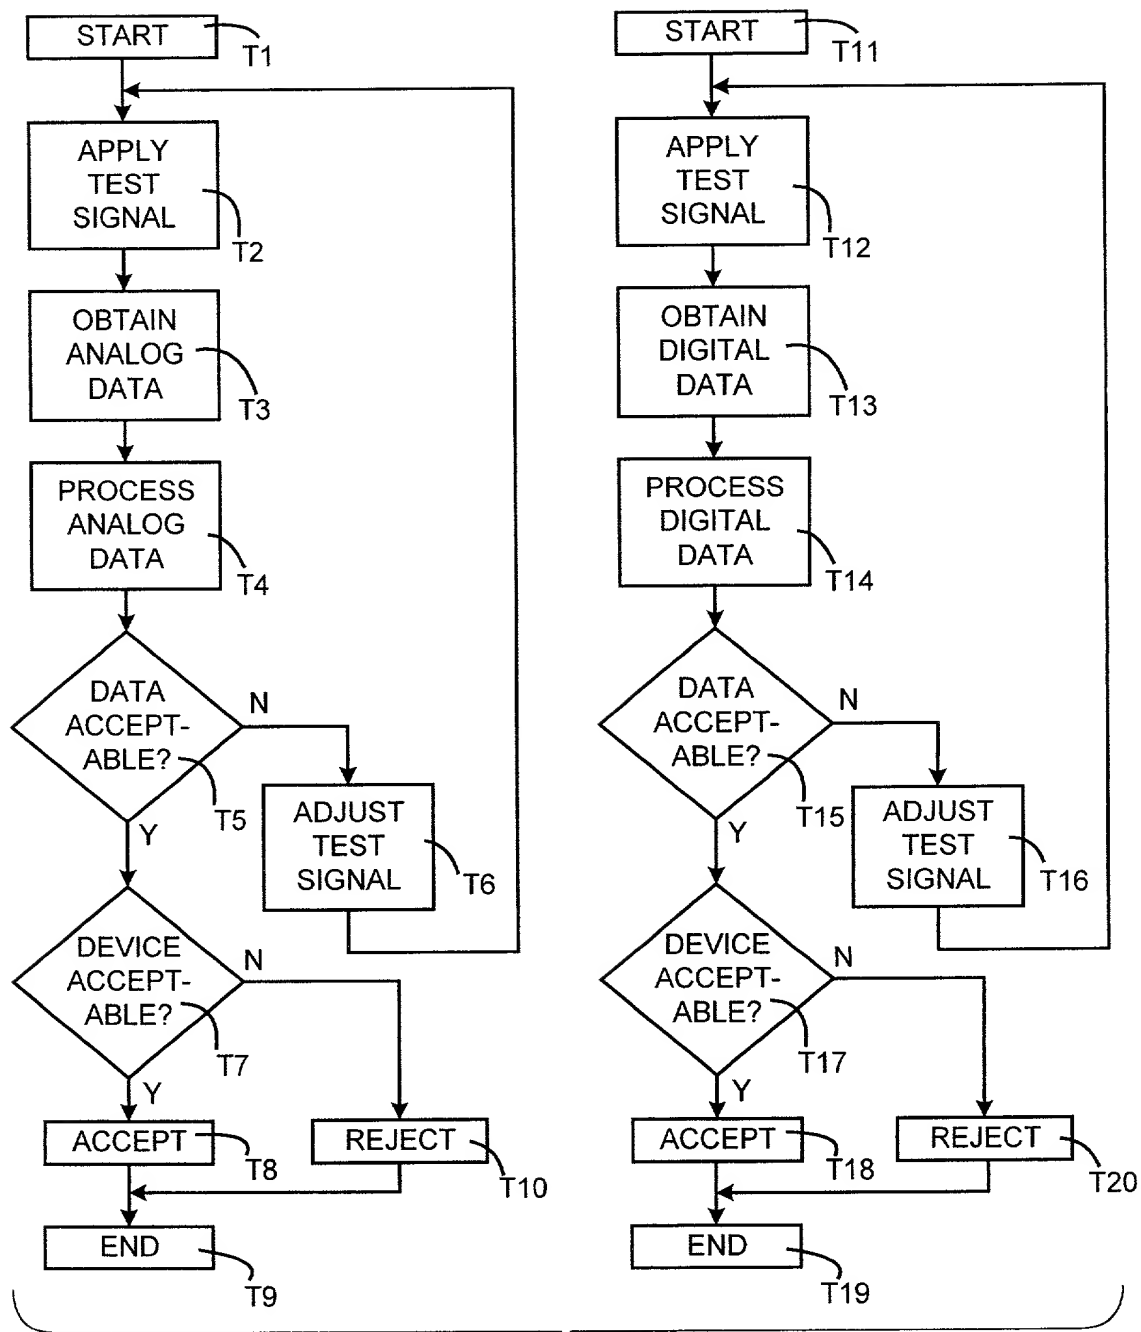 START
T1
APPLY
TEST
SIGNAL
T2
OBTAIN
ANALOG
DATA
T3
PROCESS
ANALOG
DATA
T4
DATA
ACCEPT-
ABLE?
T5
N
Y
ADJUST
TEST
SIGNAL
T6
DEVICE
ACCEPT-
ABLE?
T7
N
Y
ACCEPT
T8
REJECT
T10
END
T9
START
T11
APPLY
TEST
SIGNAL
T12
OBTAIN
DIGITAL
DATA
T13
PROCESS
DIGITAL
DATA
T14
DATA
ACCEPT-
ABLE?
T15
N
Y
ADJUST
TEST
SIGNAL
T16
DEVICE
ACCEPT-
ABLE?
T17
N
Y
ACCEPT
T18
REJECT
T20
END
T19